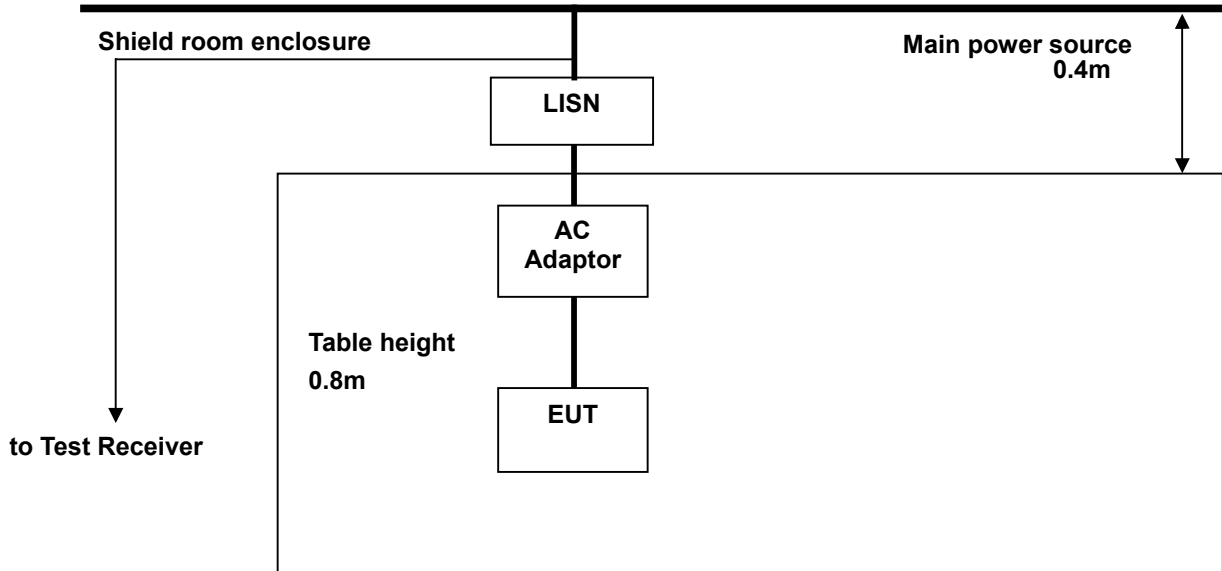 Shield room enclosure
Main power source
0.4m
LISN
AC
Adaptor
Table height
0.8m
EUT
to Test Receiver